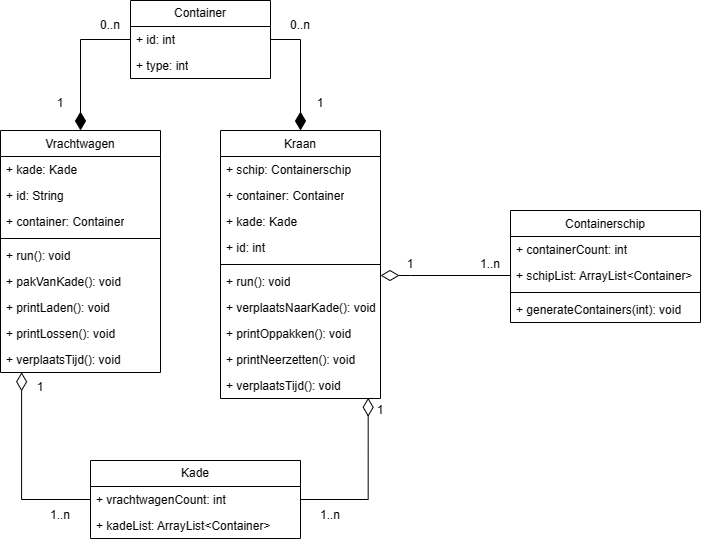 Container
+ id: int
+ type: int
0..n
0..n
1
1
Vrachtwagen
+ kade: Kade
+ id: String
+ container: Container
+ run(): void
+ pakVanKade(): void
+ printLaden(): void
+ printLossen(): void
+ verplaatsTijd(): void
Kraan
+ schip: Containerschip
+ container: Container
+ kade: Kade
+ id: int
+ run(): void
+ verplaatsNaarKade(): void
+ printOppakken(): void
+ printNeerzetten(): void
+ verplaatsTijd(): void
1
1..n
Containerschip
+ containerCount: int
+ schipList: ArrayList<Container>
+ generateContainers(int): void
1
1
Kade
+ vrachtwagenCount: int
+ kadeList: ArrayList<Container>
1..n
1..n